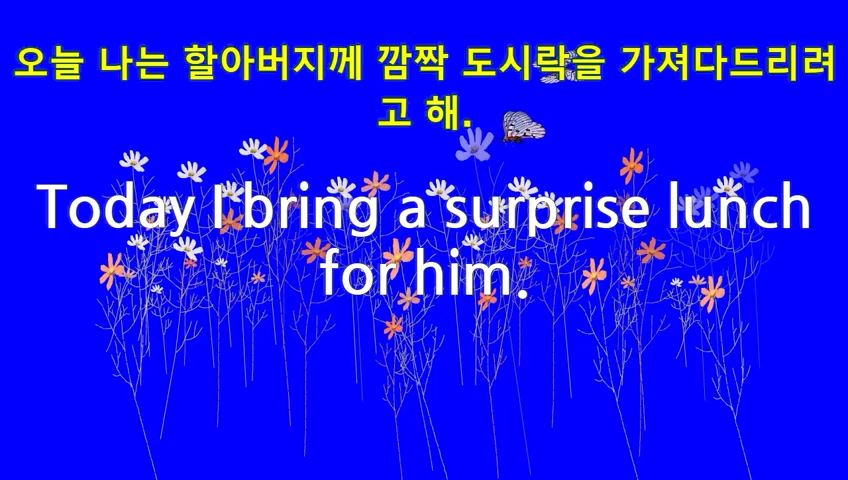 오늘 나는 할아버지께 깜짝 도시락을 가져다드리려
고 해.
Today I bring a surprise lunch
for him.